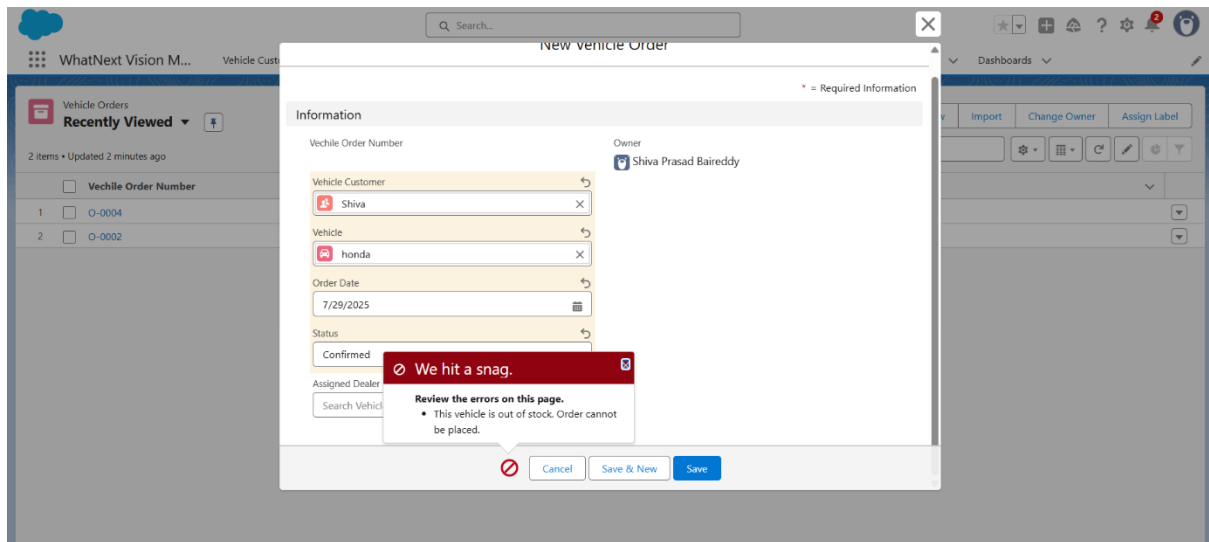 Search...
2
WhatNext Vision M...
Vehicle Cust
Dashboards
New Vehicle Order
* = Required Information
Vehicle Orders
Recently Viewed
Import
Change Owner
Assign Label
2 items • Updated 2 minutes ago
Vechile Order Number
1 O-0004
2 O-0002
Information
Vechile Order Number
Owner
Shiva Prasad Baireddy
Vehicle Customer
Shiva
Vehicle
honda
Order Date
7/29/2025
Status
Confirmed
Assigned Dealer
Search Vehicl
We hit a snag.
Review the errors on this page.
• This vehicle is out of stock. Order cannot
be placed.
Cancel
Save & New
Save